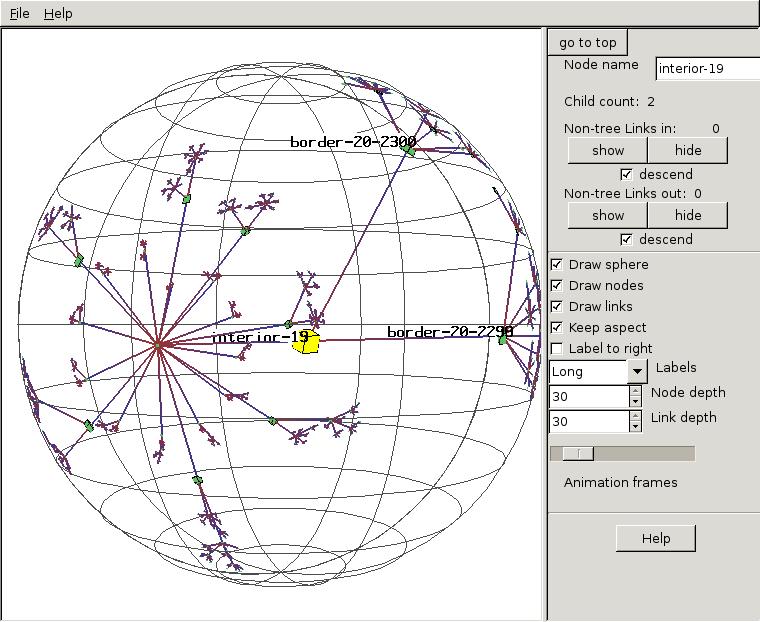 File Help
go to top
Node name interior-19
Child count: 2
Non-tree Links in: 0
show hide
descend
Non-tree Links out: 0
show hide
descend
Draw sphere
Draw nodes
Draw links
Keep aspect
Label to right
Long Labels
30 Node depth
30 Link depth
Animation frames
Help
border-20-2300
interior-19
border-20-2298